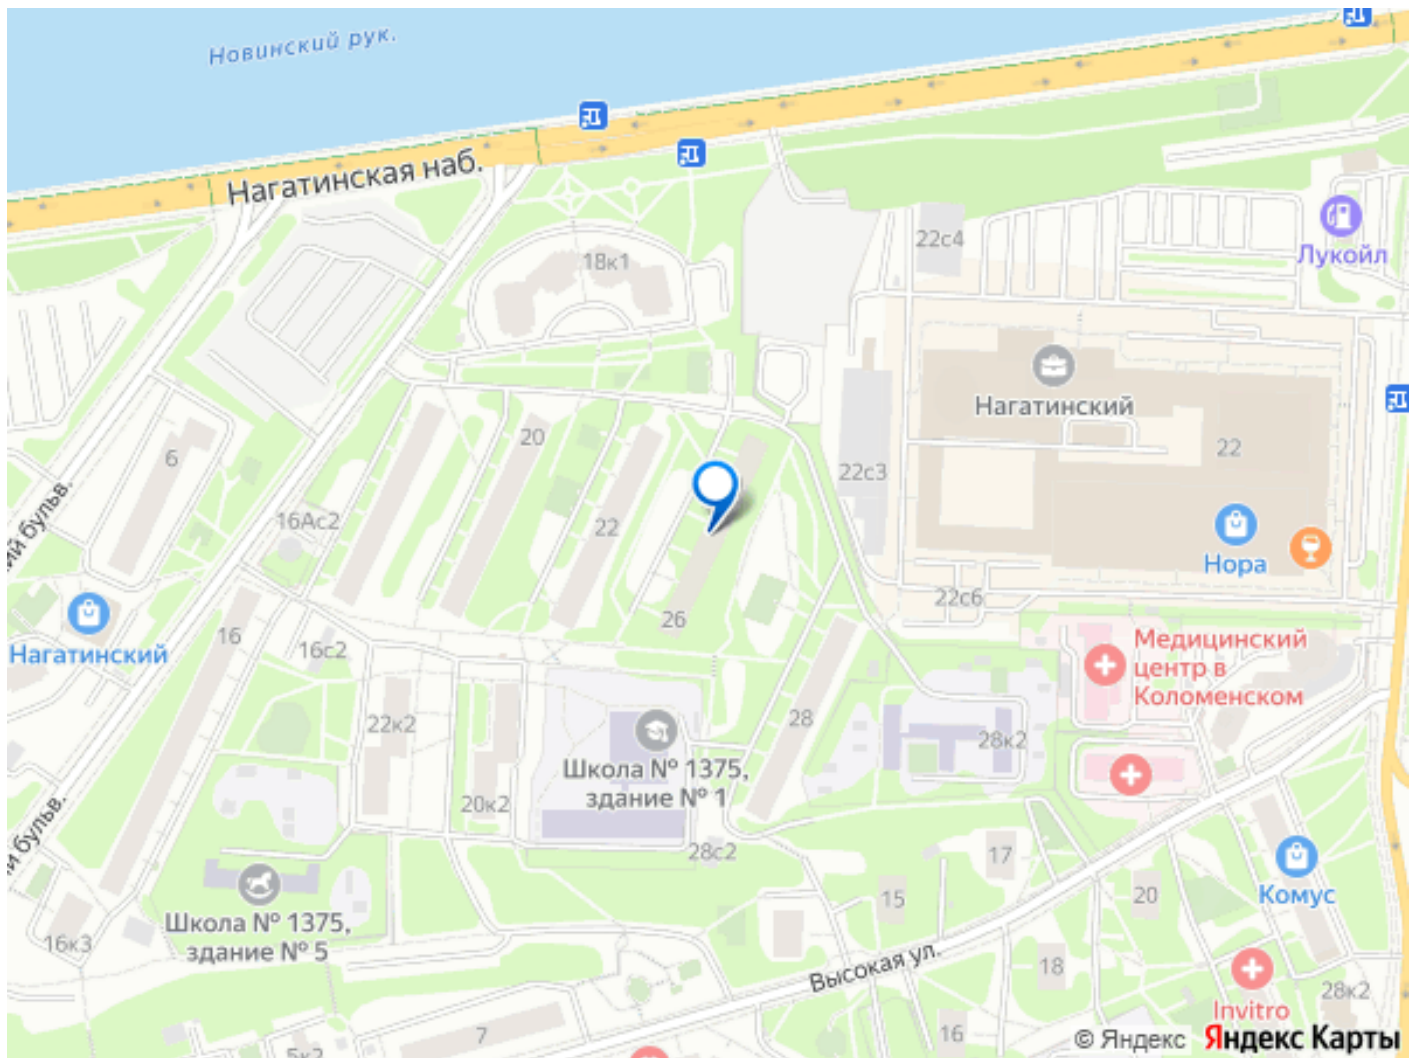 Новинский рук.
Нагатинская наб.
18к1
22с4
Лукойл
Нагатинский
20
6
22
22с3
16Ас2
22
ий бульв.
Нора
22с6
26
16
16с2
Нагатинский
Медицинский
центр в
Коломенском
28
22к2
28к2
Школа № 1375,
здание № 1
20к2
й бульв.
28с2
17
15
20
Комус
Школа № 1375,
здание № 5
16к3
Высокая ул.
18
28к2
Invitro
7
16
5к2
© Яндекс Яндекс Карты